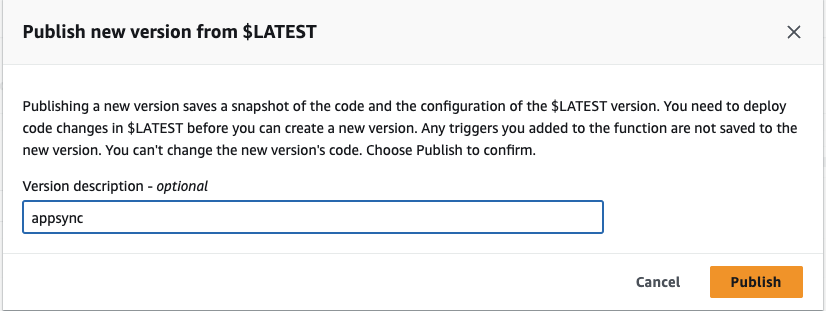 Publish new version from $LATEST
Publishing a new version saves a snapshot of the code and the configuration of the $LATEST version. You need to deploy
code changes in $LATEST before you can create a new version. Any triggers you added to the function are not saved to the
new version. You can't change the new version's code. Choose Publish to confirm.
Version description - optional
appsync
Cancel
Publish